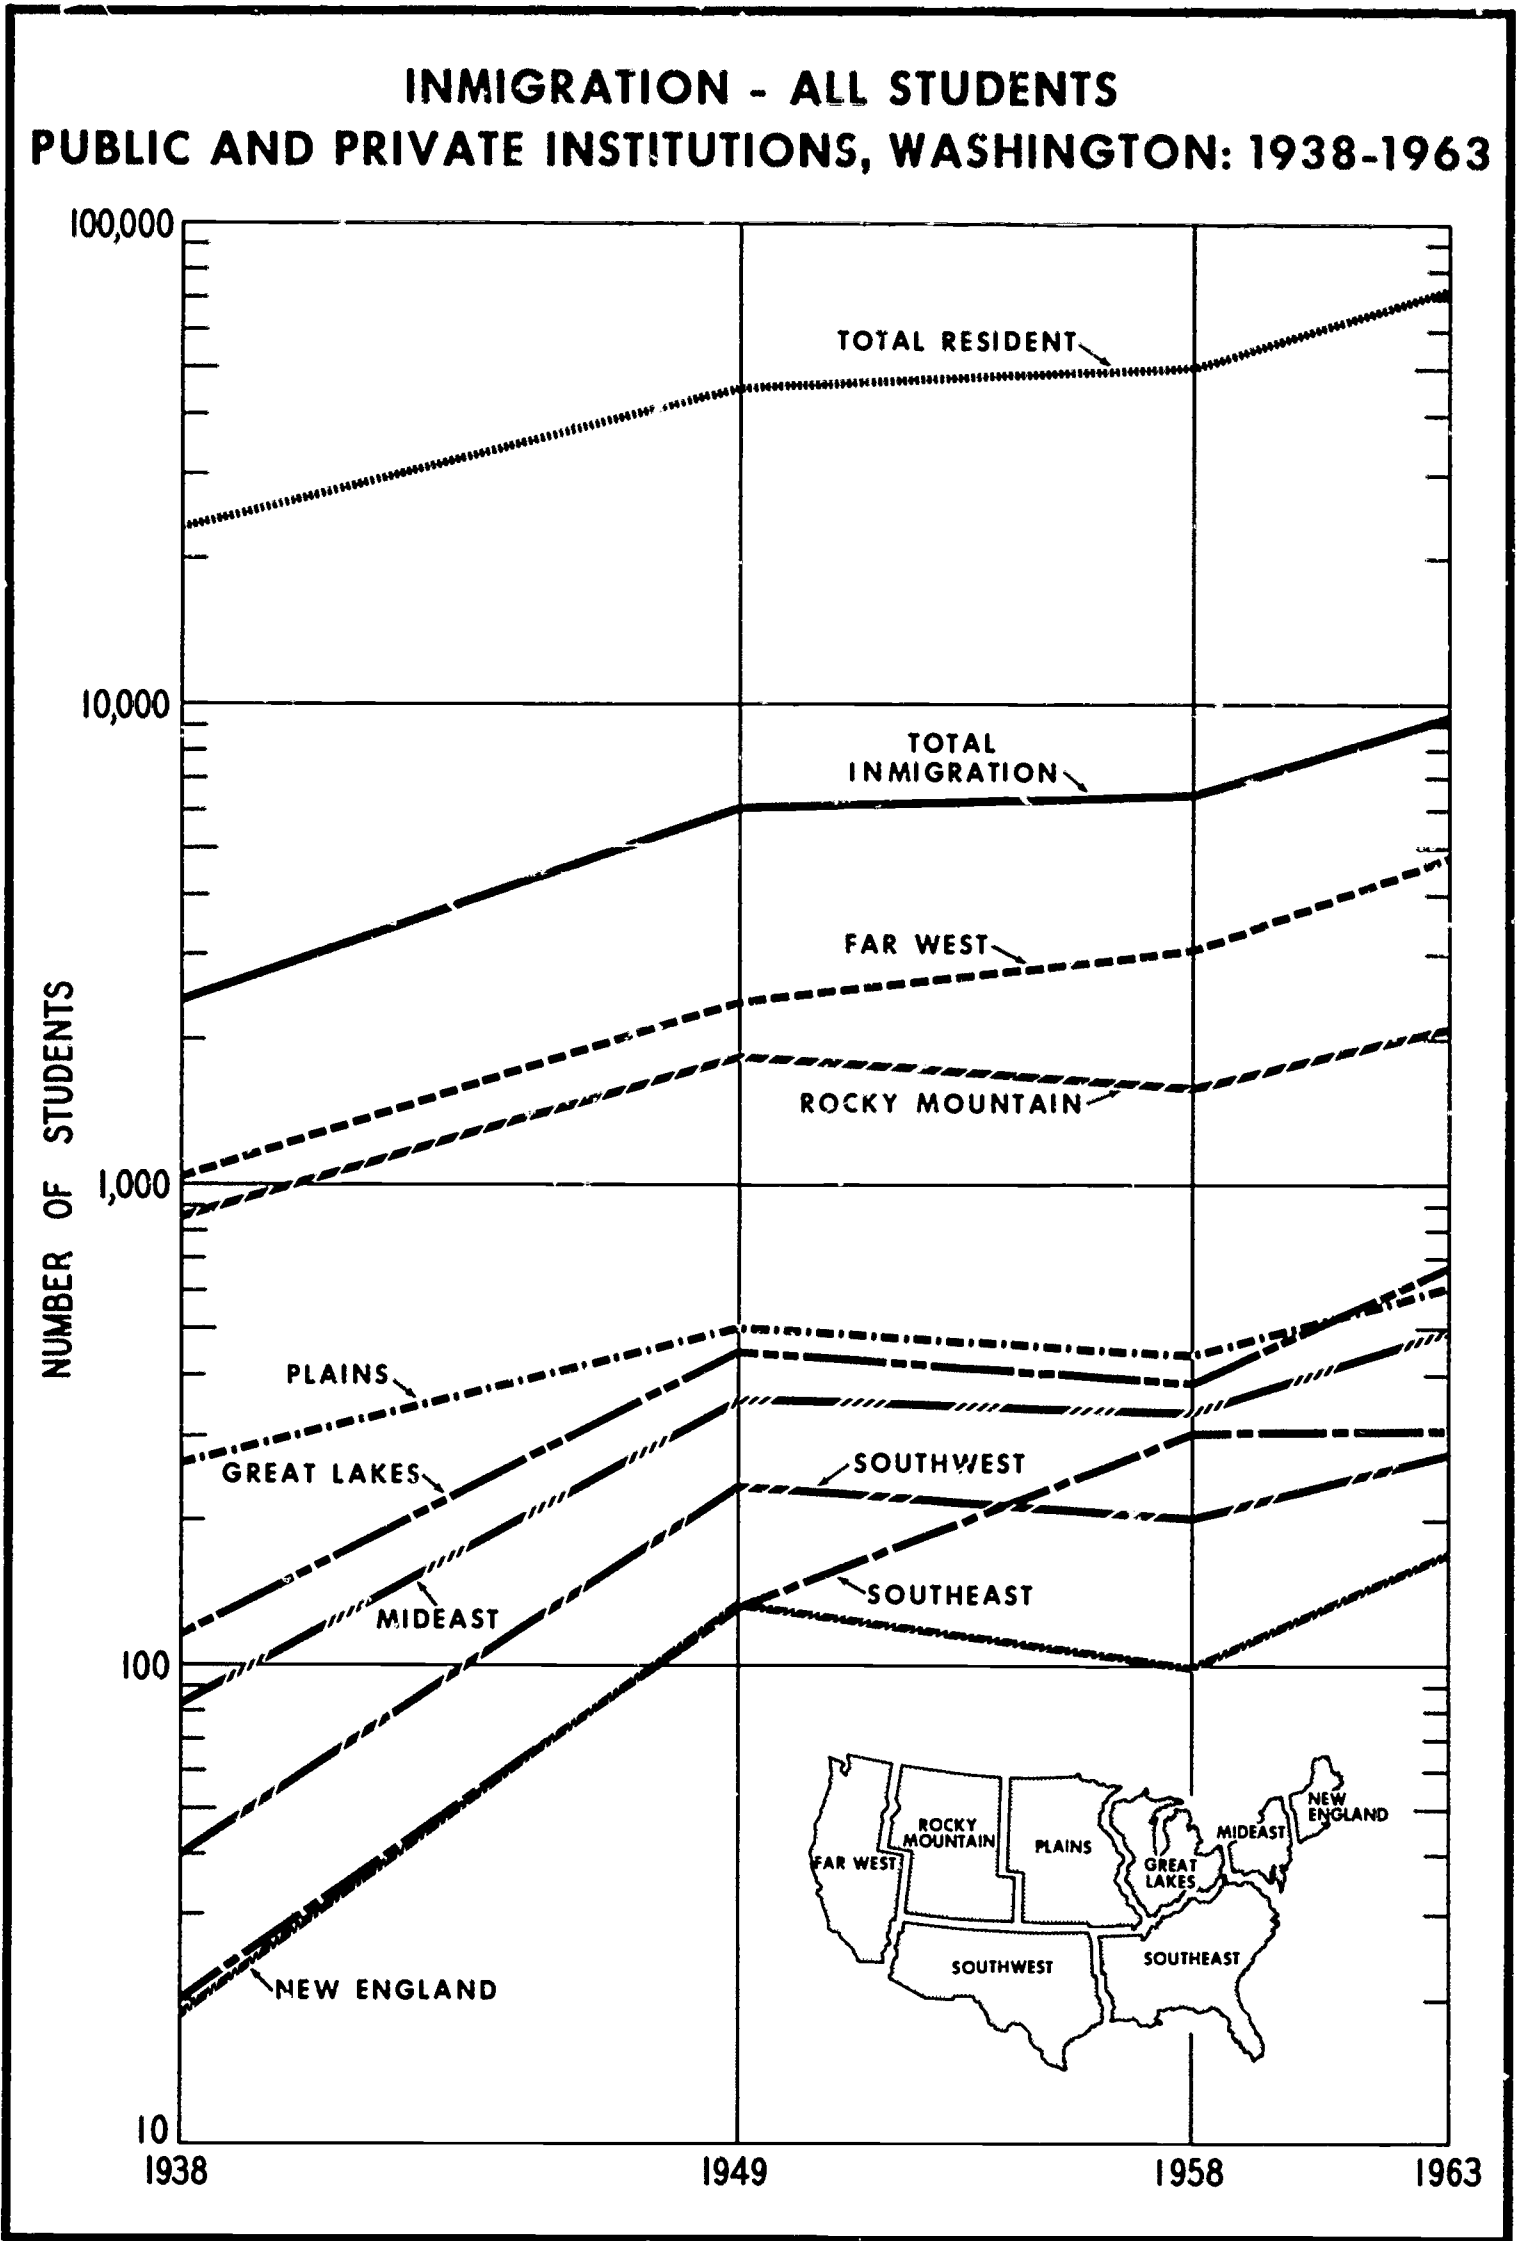 INMIGRATION - ALL STUDENTS
PUBLIC AND PRIVATE INSTITUTIONS, WASHINGTON: 1938-1963
100,000
10,000
1,000
100
10
NUMBER OF STUDENTS
TOTAL RESIDENT
TOTAL
INMIGRATION
FAR WEST
ROCKY MOUNTAIN
PLAINS
GREAT LAKES
MIDEAST
SOUTHWEST
SOUTHEAST
NEW ENGLAND
FAR WEST
ROCKY
MOUNTAIN
PLAINS
GREAT
LAKES
MIDEAST
NEW
ENGLAND
SOUTHWEST
SOUTHEAST
1938
1949
1958
1963